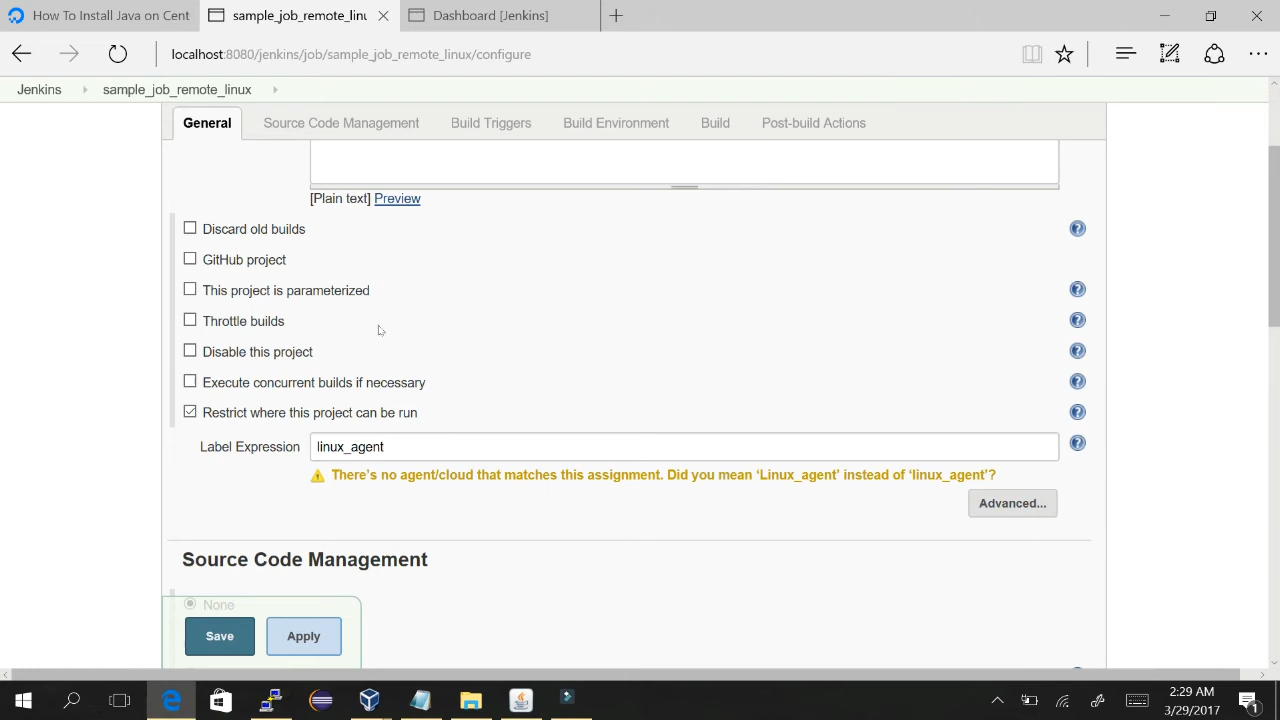 How To Install Java on Cent
sample_job_remote_linu
Dashboard [Jenkins]
localhost:8080/jenkins/job/sample_job_remote_linux/configure
Jenkins
sample_job_remote_linux
General
Source Code Management
Build Triggers
Build Environment
Build
Post-build Actions
[Plain text] Preview
Discard old builds
GitHub project
This project is parameterized
Throttle builds
Disable this project
Execute concurrent builds if necessary
Restrict where this project can be run
Label Expression
linux_agent
There's no agent/cloud that matches this assignment. Did you mean ‘Linux_agent’ instead of ‘linux_agent’?
Advanced...
Source Code Management
None
Save
Apply
2:29 AM
3/29/2017
1